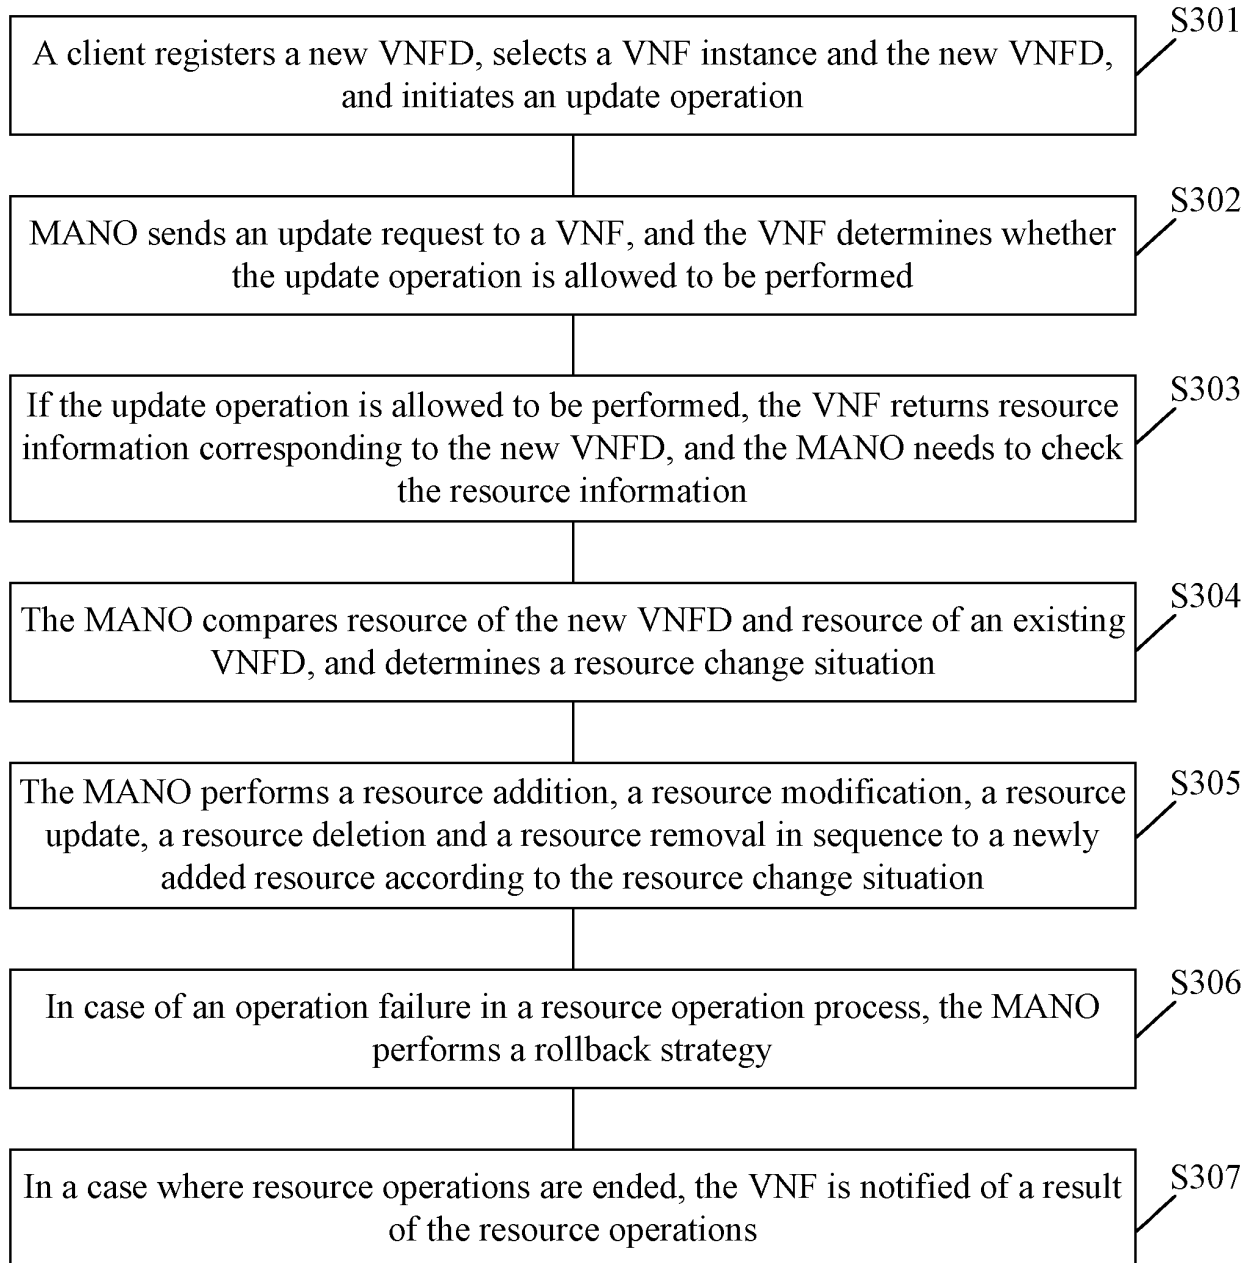 S301
A client registers a new VNFD, selects a VNF instance and the new VNFD,
and initiates an update operation
S302
MANO sends an update request to a VNF, and the VNF determines whether
the update operation is allowed to be performed
S303
If the update operation is allowed to be performed, the VNF returns resource
information corresponding to the new VNFD, and the MANO needs to check
the resource information
S304
The MANO compares resource of the new VNFD and resource of an existing
VNFD, and determines a resource change situation
S305
The MANO performs a resource addition, a resource modification, a resource
update, a resource deletion and a resource removal in sequence to a newly
added resource according to the resource change situation
S306
In case of an operation failure in a resource operation process, the MANO
performs a rollback strategy
S307
In a case where resource operations are ended, the VNF is notified of a result
of the resource operations